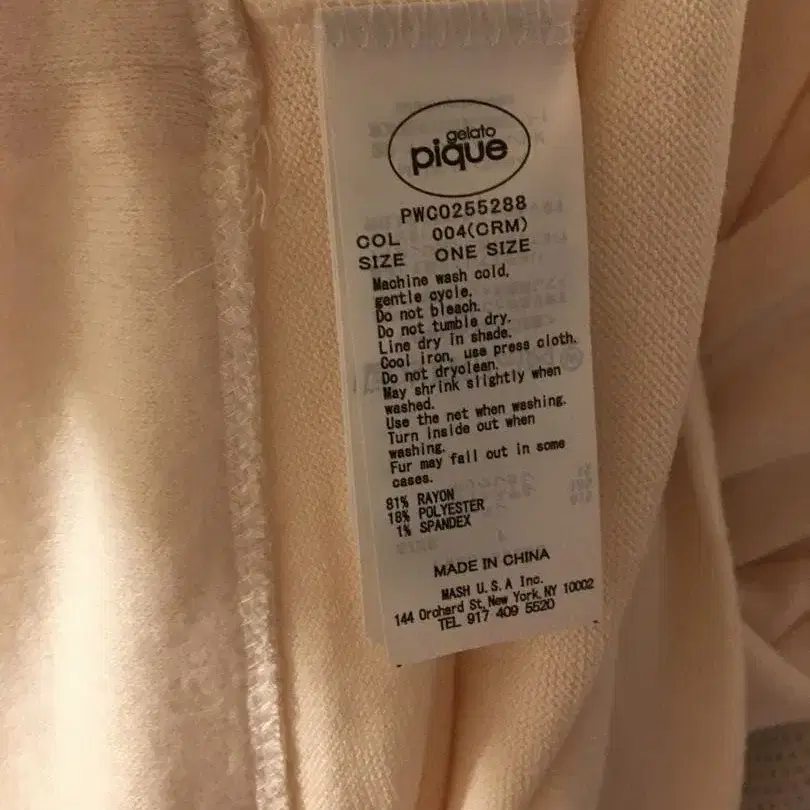 gelato
pique
PWCO255288
COL 004(CRM)
SIZE ONE SIZE
Machine wash cold,
gentle cycle.
Do not bleach.
Do not tumble dry.
Line dry in shade.
Cool iron, use press cloth.
Do not dryclean.
May shrink slightly when
washed.
Use the net when washing.
Turn inside out when
washing.
Fur may fall out in some
cases.
81% RAYON
18% POLYESTER
1% SPANDEX
MADE IN CHINA
MASH U.S.A Inc.
144 Orchard St, New York, NY 10002
TEL 917 409 5520